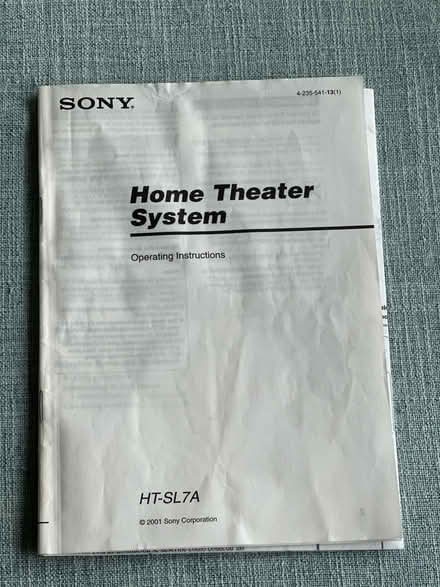 SONY®
4-235-541-13(1)
Home Theater
System
Operating Instructions
HT-SL7A
© 2001 Sony Corporation